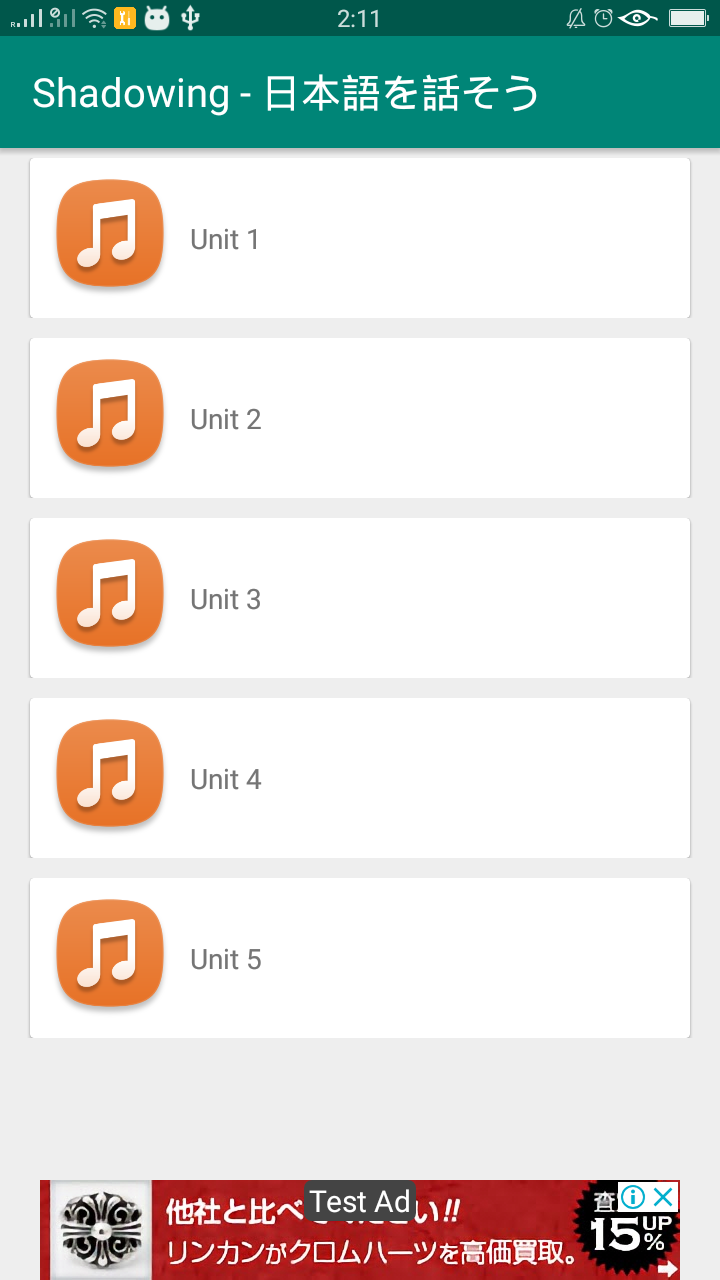 2:11
Shadowing - 日本語を話そう
Unit 1
Unit 2
Unit 3
Unit 4
Unit 5
Test Ad
他社と比べ
い!!
リンカンがクロムハーツを高価買取。
査
15%
UP